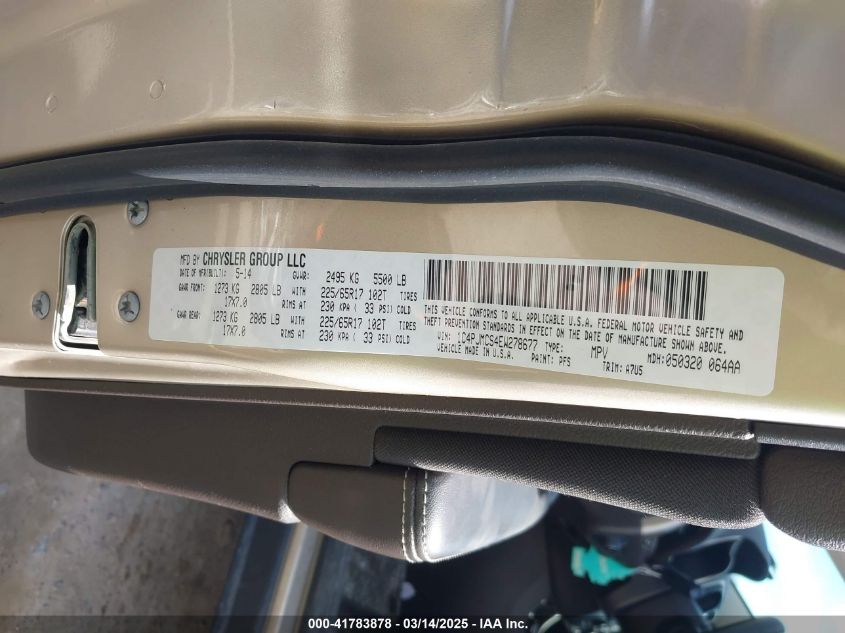 MFD BY CHRYSLER GROUP LLC
DATE OF MFR(BUILT): 5-14 GVWR: 2495 KG 5500 LB
GAWR FRONT: 1273 KG 2805 LB 225/65R17 102T TIRES
17X7.0 RIMS AT 230 KPA ( 33 PSI) COLD
GAWR REAR: 1273 KG 2805 LB 225/65R17 102T TIRES
17X7.0 RIMS AT 230 KPA ( 33 PSI) COLD
THIS VEHICLE CONFORMS TO ALL APPLICABLE U.S.A. FEDERAL MOTOR VEHICLE SAFETY AND
THEFT PREVENTION STANDARDS IN EFFECT ON THE DATE OF MANUFACTURE SHOWN ABOVE.
VIN: 1C4PJMCS4EW278677 TYPE: MPV MDH:050320 064AA
VEHICLE MADE IN U.S.A. PAINT: PFS TRIM: A7U5
000-41783878 - 03/14/2025 - IAA Inc.